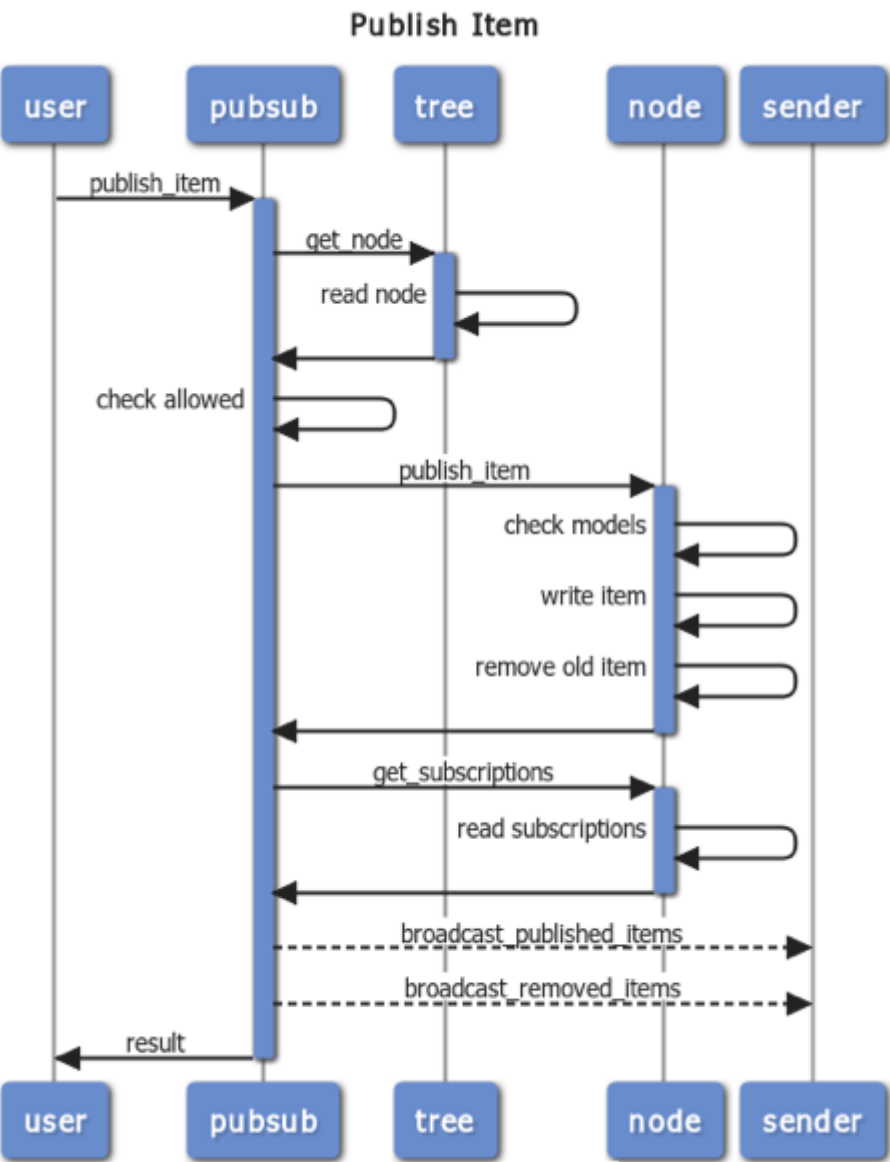 Publish Item
user pubsub tree node sender
publish_item
get_node
read node
check allowed
publish_item
check models
write item
remove old item
get_subscriptions
read subscriptions
broadcast_published_items
broadcast_removed_items
result
user pubsub tree node sender